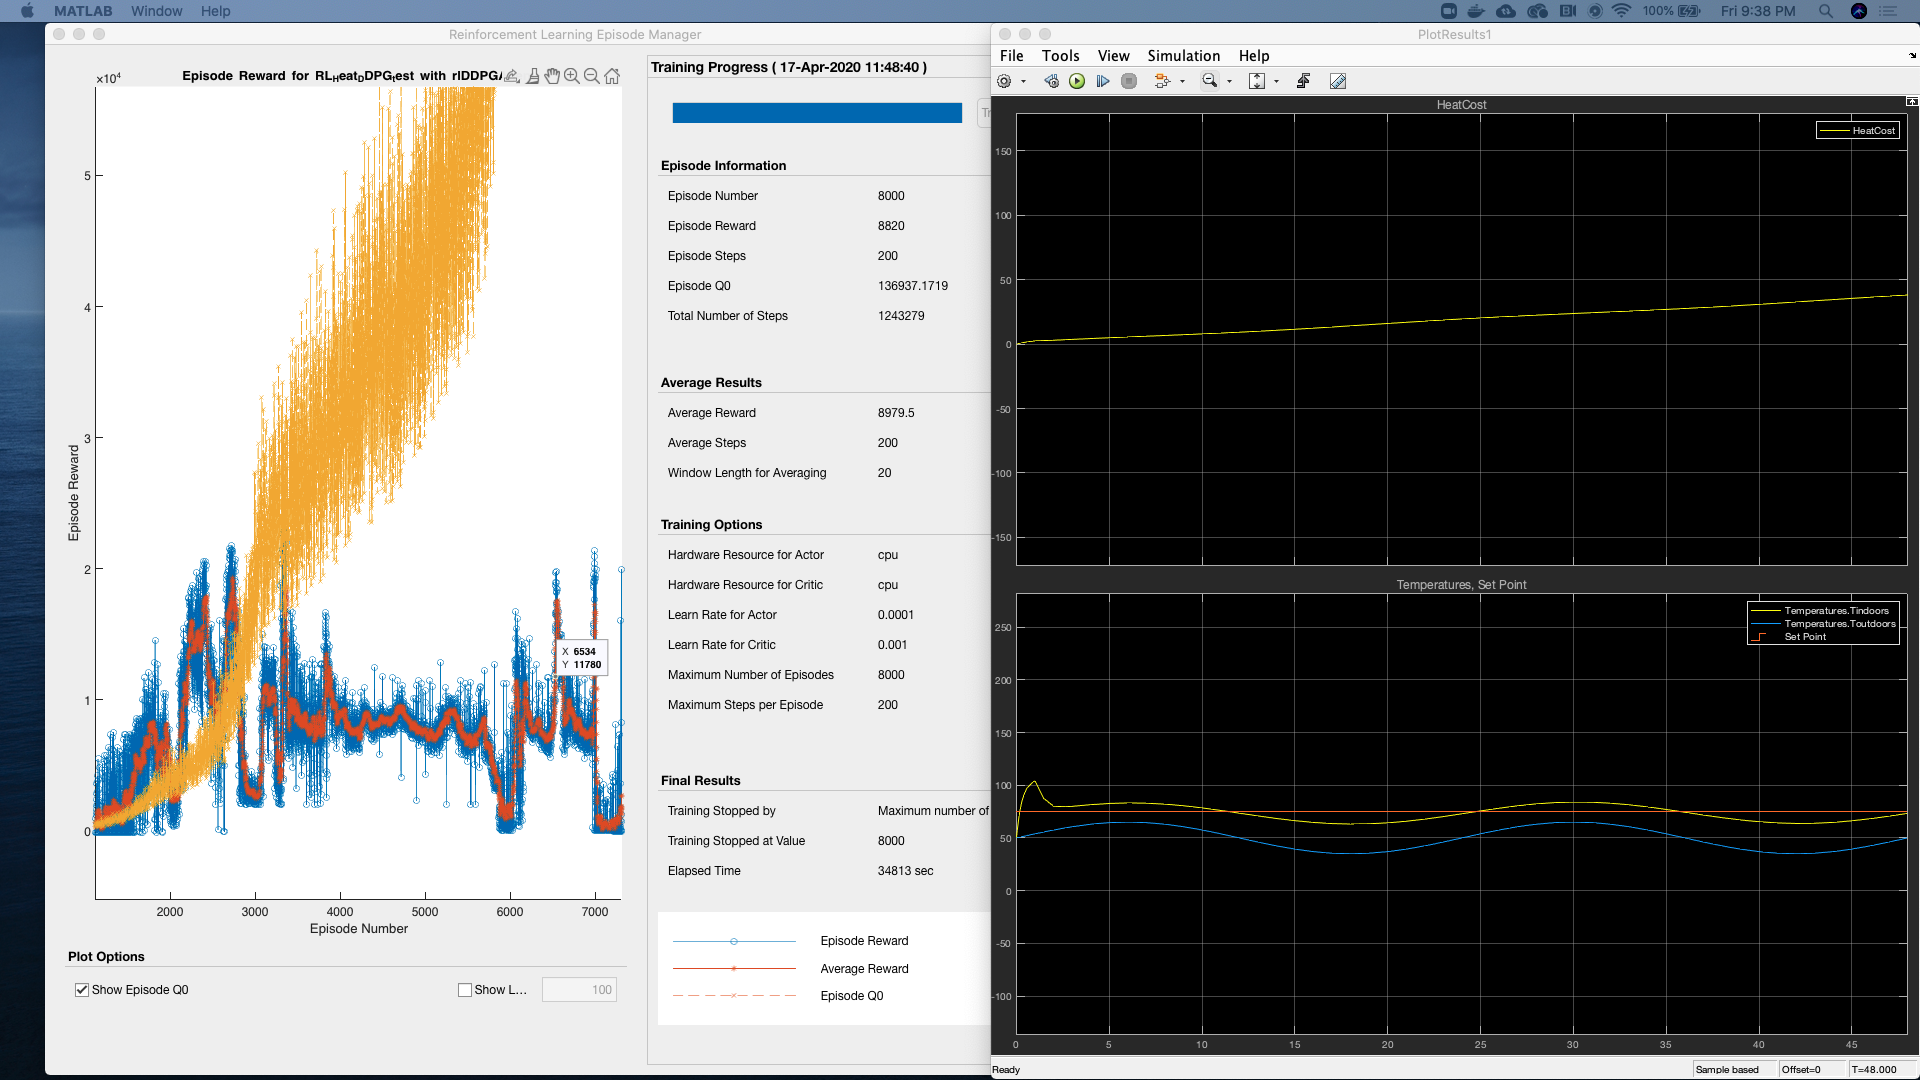 MATLAB Window Help
100% Fri 9:38 PM
Reinforcement Learning Episode Manager
Episode Reward for RLHeatDDPGtest with rlDDPGA
×10⁴
5
4
3
2
1
0
Episode Reward
X 6534
Y 11780
2000 3000 4000 5000 6000 7000
Episode Number
Plot Options
Show Episode Q0
Show L...
100
Training Progress ( 17-Apr-2020 11:48:40 )
Tr
Episode Information
Episode Number 8000
Episode Reward 8820
Episode Steps 200
Episode Q0 136937.1719
Total Number of Steps 1243279
Average Results
Average Reward 8979.5
Average Steps 200
Window Length for Averaging 20
Training Options
Hardware Resource for Actor cpu
Hardware Resource for Critic cpu
Learn Rate for Actor 0.0001
Learn Rate for Critic 0.001
Maximum Number of Episodes 8000
Maximum Steps per Episode 200
Final Results
Training Stopped by Maximum number of
Training Stopped at Value 8000
Elapsed Time 34813 sec
Episode Reward
Average Reward
Episode Q0
PlotResults1
File Tools View Simulation Help
HeatCost
HeatCost
150
100
50
0
-50
-100
-150
Temperatures, Set Point
Temperatures.Tindoors
Temperatures.Toutdoors
Set Point
250
200
150
100
50
0
-50
-100
0 5 10 15 20 25 30 35 40 45
Ready
Sample based Offset=0 T=48.000